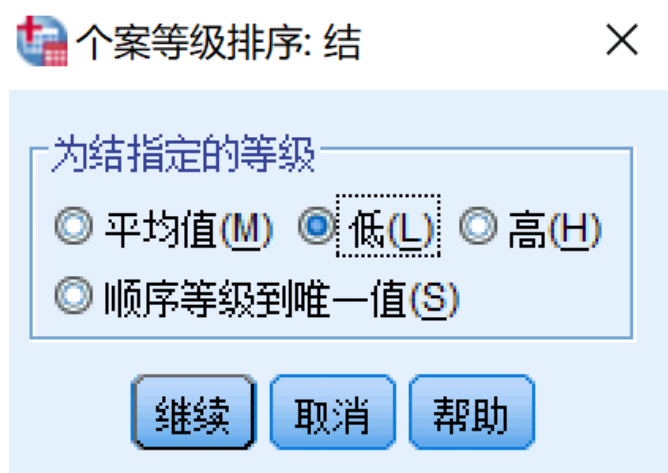 个案等级排序: 结
为结指定的等级
平均值(M) 低(L) 高(H)
顺序等级到唯一值(S)
继续 取消 帮助